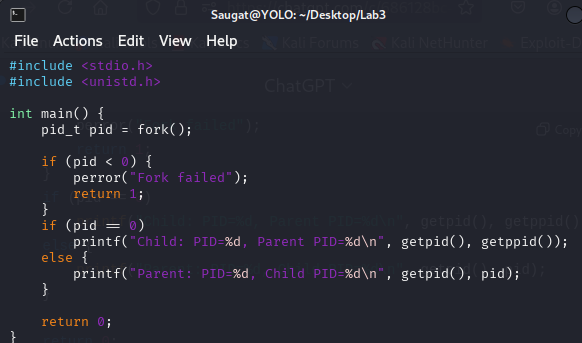 Saugat@YOLO: ~/Desktop/Lab3
File Actions Edit View Help
#include <stdio.h>
#include <unistd.h>

int main() {
    pid_t pid = fork();

    if (pid < 0) {
        perror("Fork failed");
        return 1;
    }
    if (pid == 0)
        printf("Child: PID=%d, Parent PID=%d\n", getpid(), getppid());
    else {
        printf("Parent: PID=%d, Child PID=%d\n", getpid(), pid);
    }

    return 0;
}